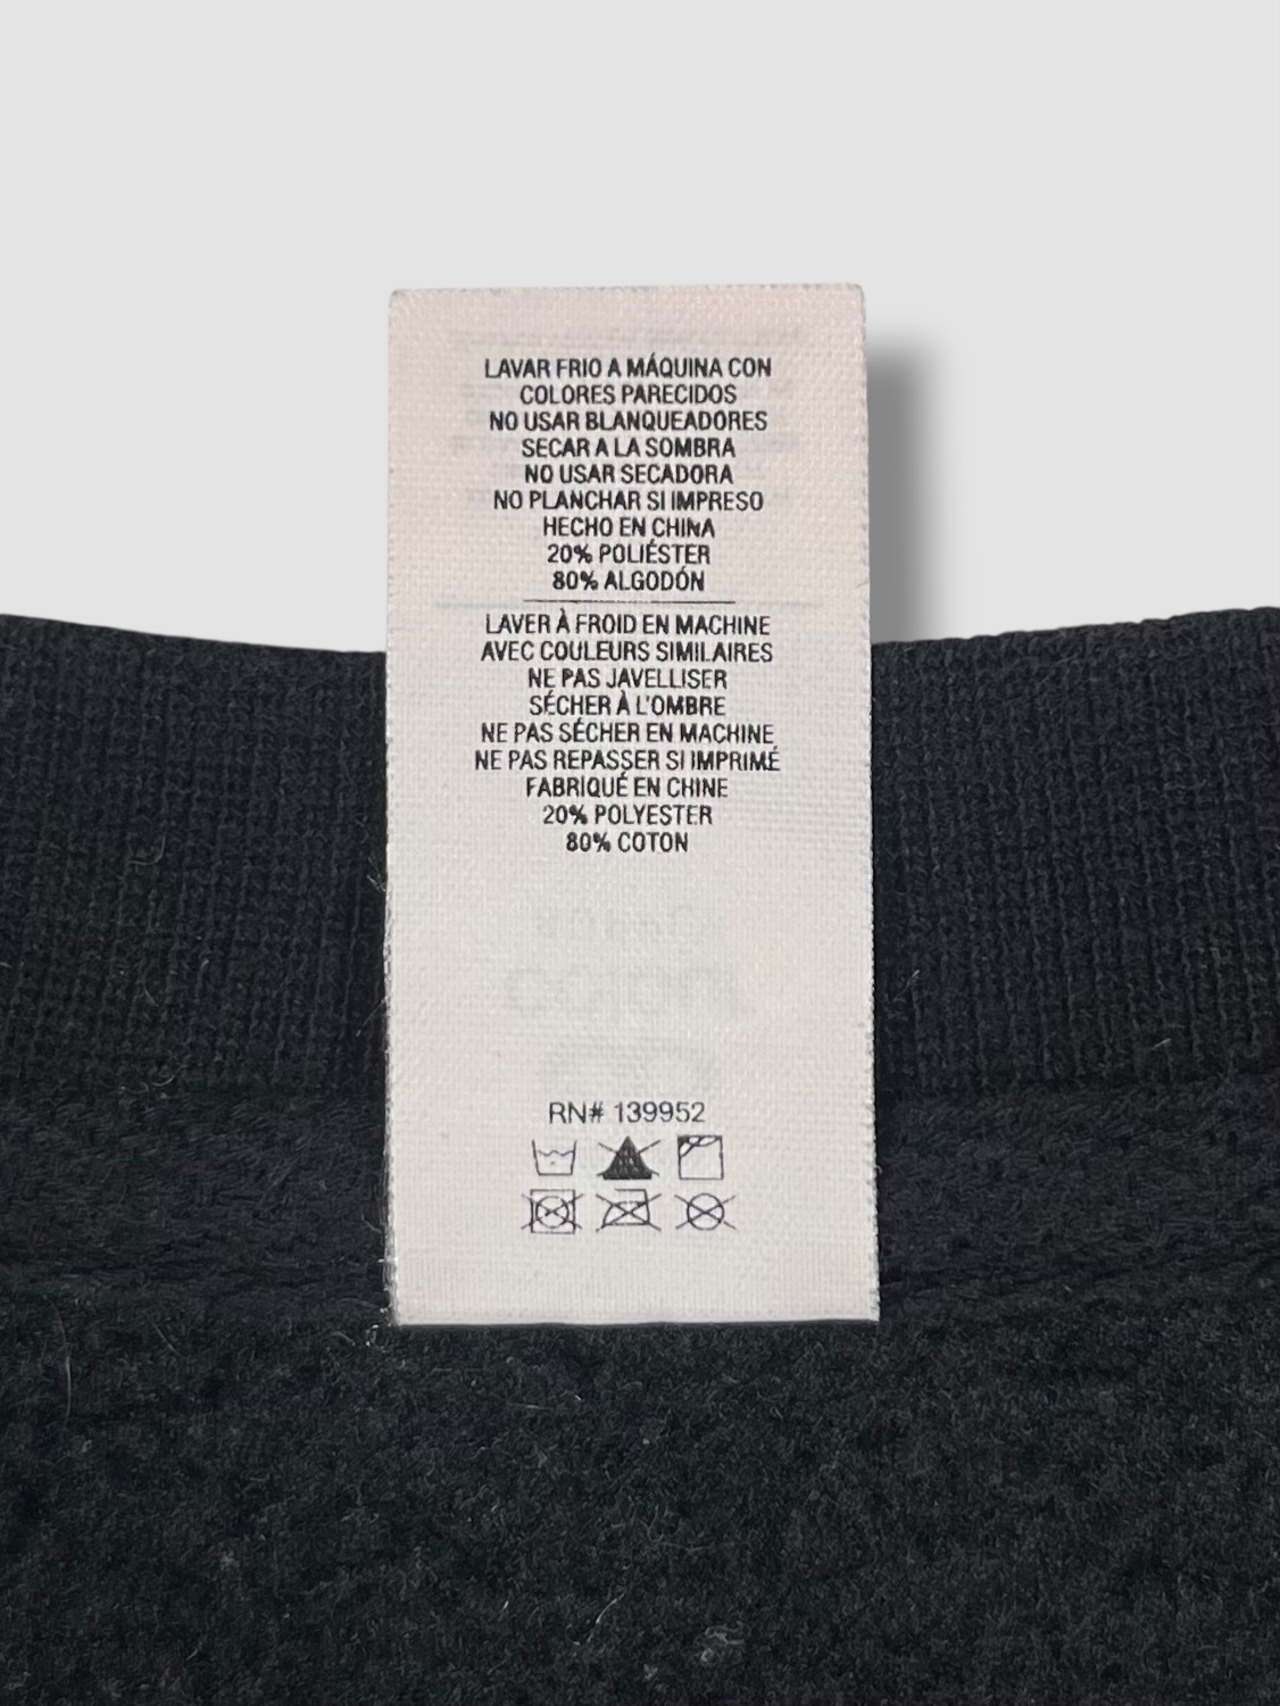 LAVAR FRIO A MÁQUINA CON
COLORES PARECIDOS
NO USAR BLANQUEADORES
SECAR A LA SOMBRA
NO USAR SECADORA
NO PLANCHAR SI IMPRESO
HECHO EN CHINA
20% POLIÉSTER
80% ALGODÓN
LAVER À FROID EN MACHINE
AVEC COULEURS SIMILAIRES
NE PAS JAVELLISER
SÉCHER À L'OMBRE
NE PAS SÉCHER EN MACHINE
NE PAS REPASSER SI IMPRIMÉ
FABRIQUÉ EN CHINE
20% POLYESTER
80% COTON
RN# 139952